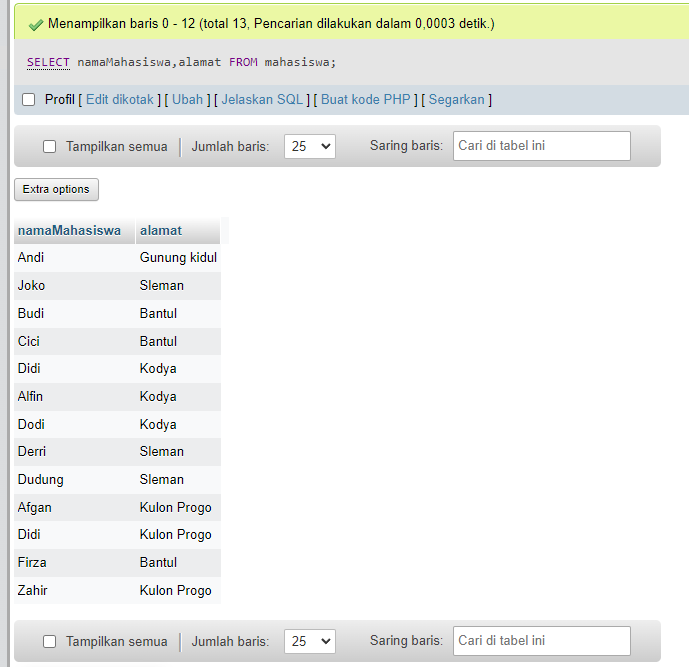 Menampilkan baris 0 - 12 (total 13, Pencarian dilakukan dalam 0,0003 detik.)
SELECT namaMahasiswa,alamat FROM mahasiswa;
Profil [ Edit dikotak ] [ Ubah ] [ Jelaskan SQL ] [ Buat kode PHP ] [ Segarkan ]
Tampilkan semua | Jumlah baris: 25 Saring baris: Cari di tabel ini
Extra options
namaMahasiswa alamat
Andi Gunung kidul
Joko Sleman
Budi Bantul
Cici Bantul
Didi Kodya
Alfin Kodya
Dodi Kodya
Derri Sleman
Dudung Sleman
Afgan Kulon Progo
Didi Kulon Progo
Firza Bantul
Zahir Kulon Progo
Tampilkan semua | Jumlah baris: 25 Saring baris: Cari di tabel ini